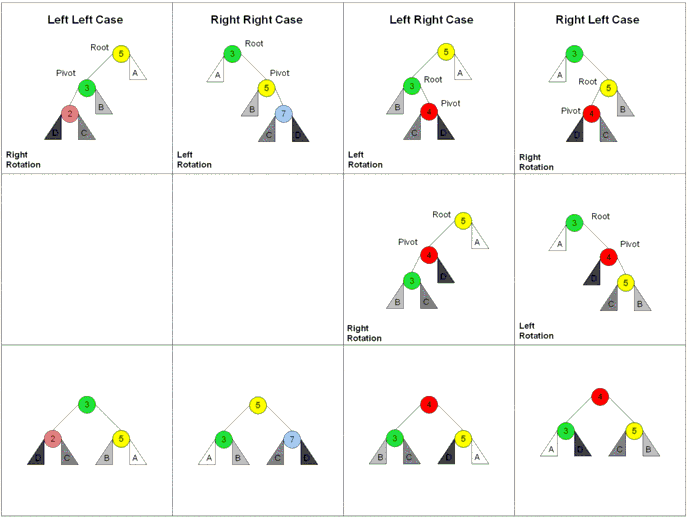 Left Left Case
Right Right Case
Left Right Case
Right Left Case
Root
5
A
Pivot
3
B
2
D
C
Right
Rotation
Root
3
A
Pivot
5
B
7
C
D
Left
Rotation
5
A
Root
3
B
Pivot
4
C
D
Left
Rotation
3
A
Root
5
B
Pivot
4
D
C
Right
Rotation
Root
5
A
Pivot
4
D
3
B
C
Right
Rotation
Root
3
A
Pivot
4
D
5
C
B
Left
Rotation
3
2
5
D
C
B
A
5
3
7
A
B
C
D
4
3
5
B
C
D
A
4
3
5
A
D
C
B